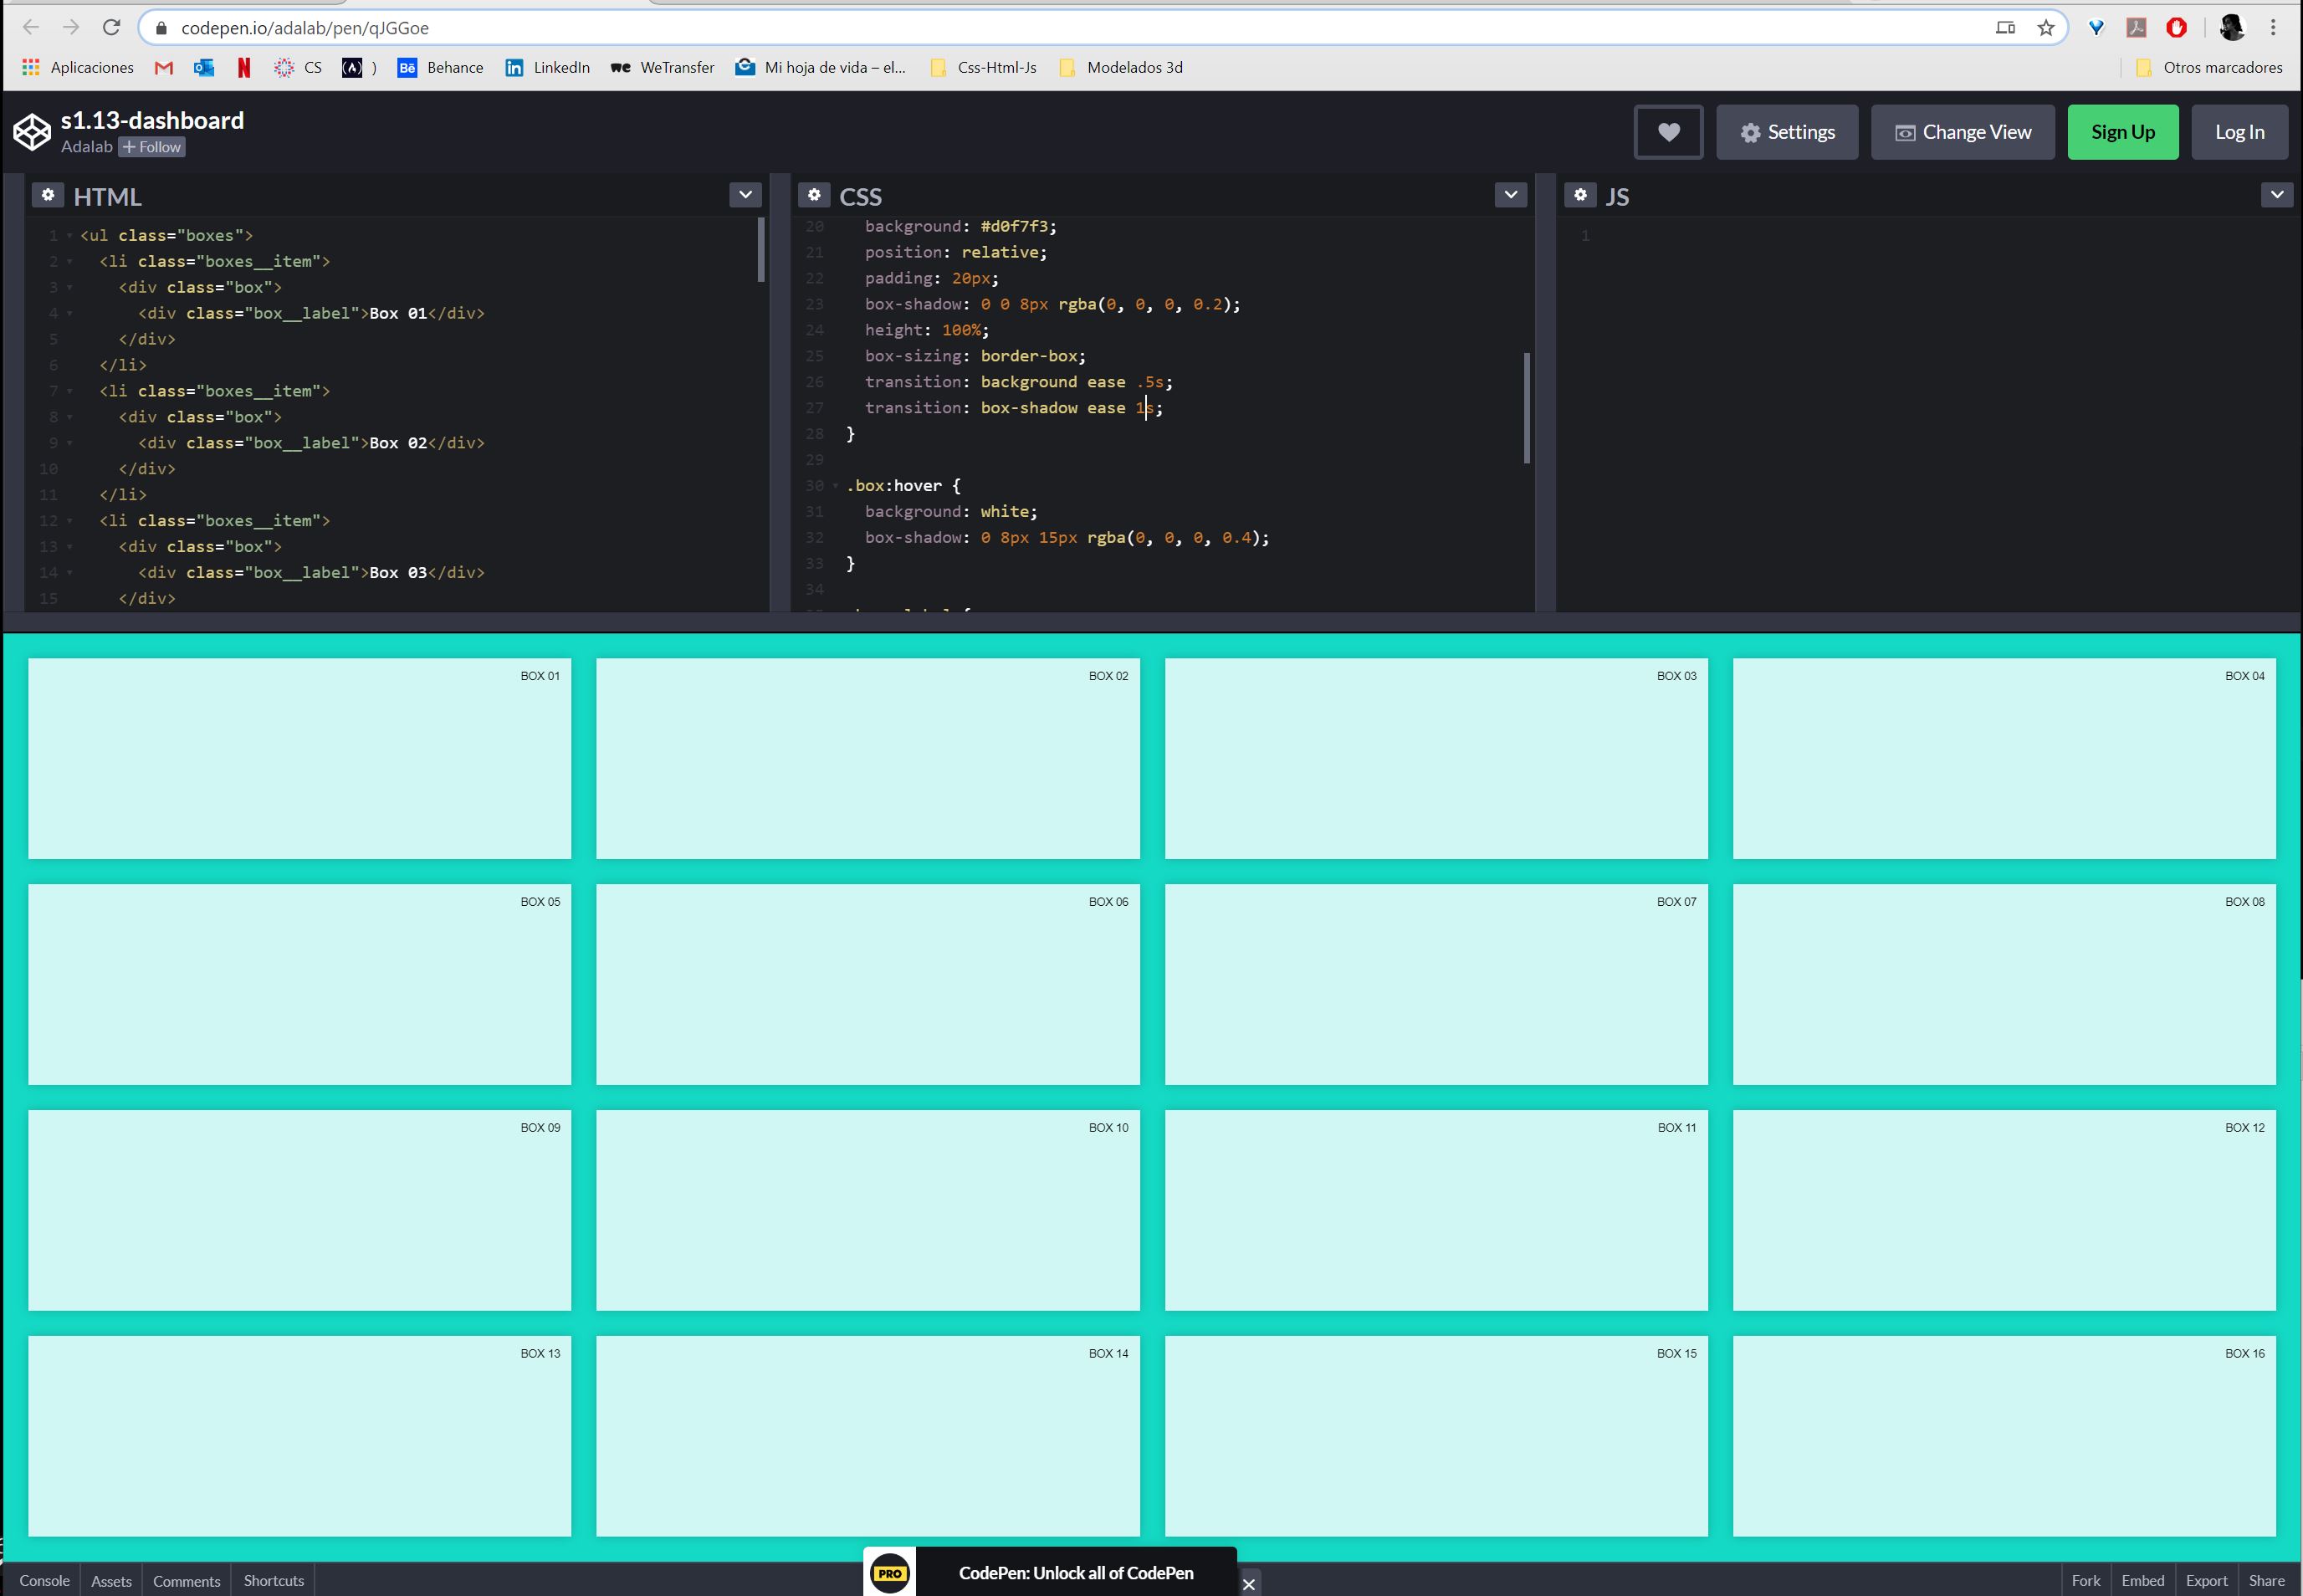 codepen.io/adalab/pen/qJGGoe
Aplicaciones CS ) Behance LinkedIn WeTransfer Mi hoja de vida – el... Css-Html-Js Modelados 3d Otros marcadores
s1.13-dashboard
Adalab + Follow
Settings Change View Sign Up Log In
HTML
1 <ul class="boxes">
2 <li class="boxes__item">
3 <div class="box">
4 <div class="box__label">Box 01</div>
5 </div>
6 </li>
7 <li class="boxes__item">
8 <div class="box">
9 <div class="box__label">Box 02</div>
10 </div>
11 </li>
12 <li class="boxes__item">
13 <div class="box">
14 <div class="box__label">Box 03</div>
15 </div>
CSS
20 background: #d0f7f3;
21 position: relative;
22 padding: 20px;
23 box-shadow: 0 0 8px rgba(0, 0, 0, 0.2);
24 height: 100%;
25 box-sizing: border-box;
26 transition: background ease .5s;
27 transition: box-shadow ease 1s;
28 }
29
30 .box:hover {
31 background: white;
32 box-shadow: 0 8px 15px rgba(0, 0, 0, 0.4);
33 }
34
JS
1
BOX 01 BOX 02 BOX 03 BOX 04
BOX 05 BOX 06 BOX 07 BOX 08
BOX 09 BOX 10 BOX 11 BOX 12
BOX 13 BOX 14 BOX 15 BOX 16
Console Assets Comments Shortcuts
PRO CodePen: Unlock all of CodePen
Fork Embed Export Share